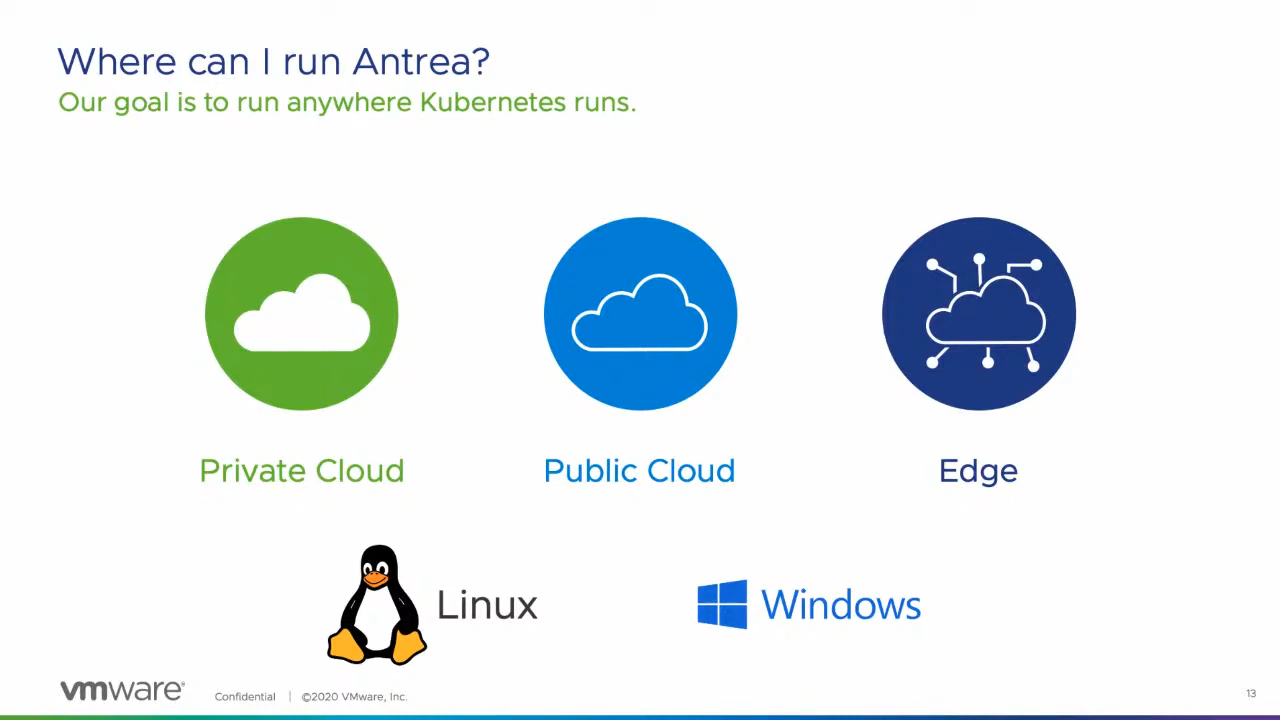 Where can I run Antrea?
Our goal is to run anywhere Kubernetes runs.
Private Cloud
Public Cloud
Edge
Linux
Windows
vmware®
Confidential | ©2020 VMware, Inc.
13